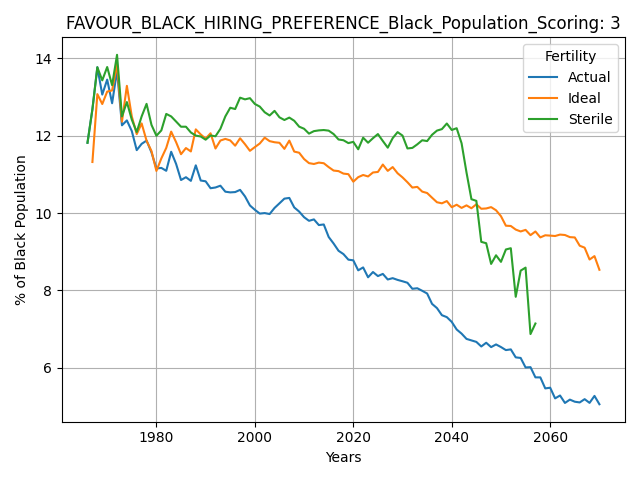 FAVOUR_BLACK_HIRING_PREFERENCE_Black_Population_Scoring: 3
% of Black Population
14
12
10
8
6
1980
2000
2020
2040
2060
Years
Fertility
Actual
Ideal
Sterile